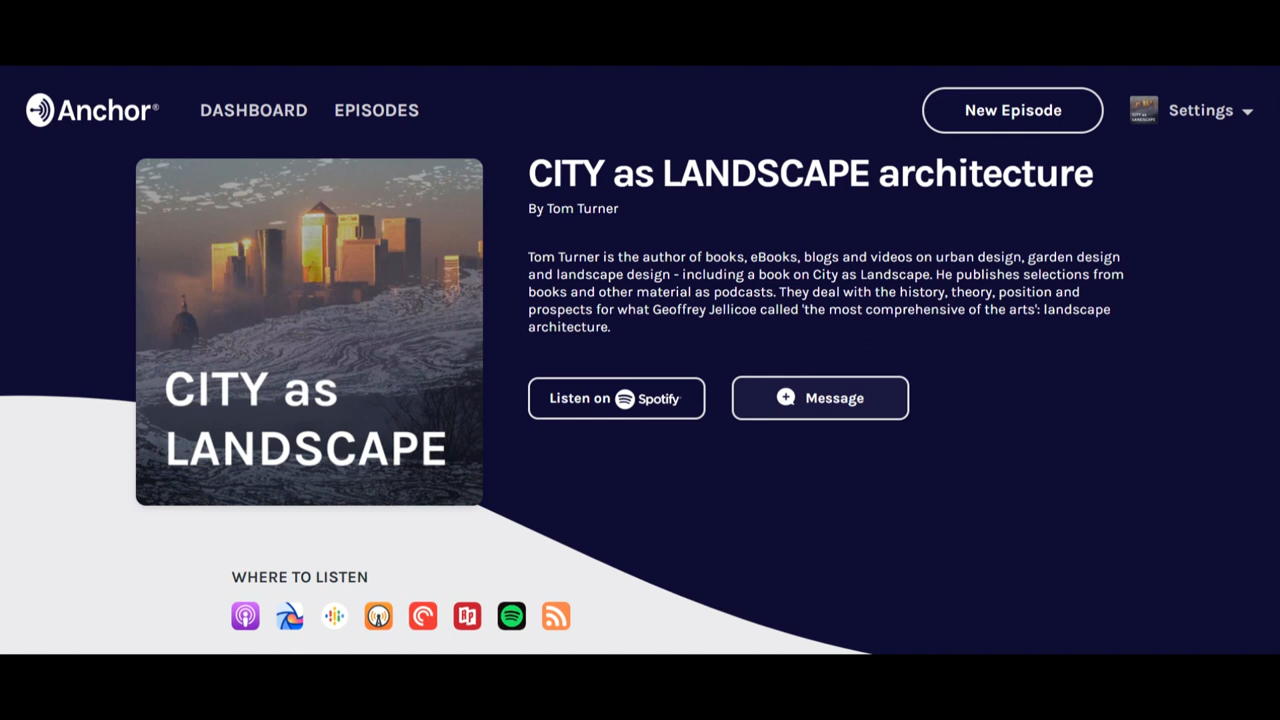 Anchor®
DASHBOARD
EPISODES
New Episode
Settings
CITY as LANDSCAPE architecture
By Tom Turner
Tom Turner is the author of books, eBooks, blogs and videos on urban design, garden design
and landscape design - including a book on City as Landscape. He publishes selections from
books and other material as podcasts. They deal with the history, theory, position and
prospects for what Geoffrey Jellicoe called 'the most comprehensive of the arts': landscape
architecture.
Listen on Spotify
Message
CITY as
LANDSCAPE
WHERE TO LISTEN